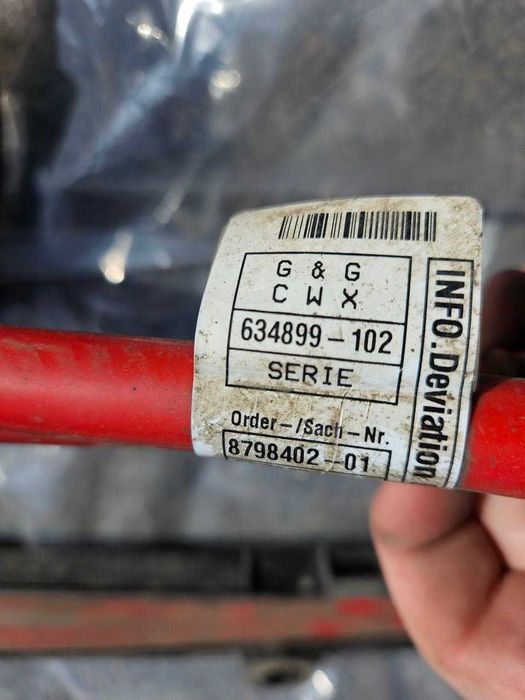 G & G
C W X
634899-102
SERIE
Order-/Sach-Nr.
8798402-01
INFO.Deviation